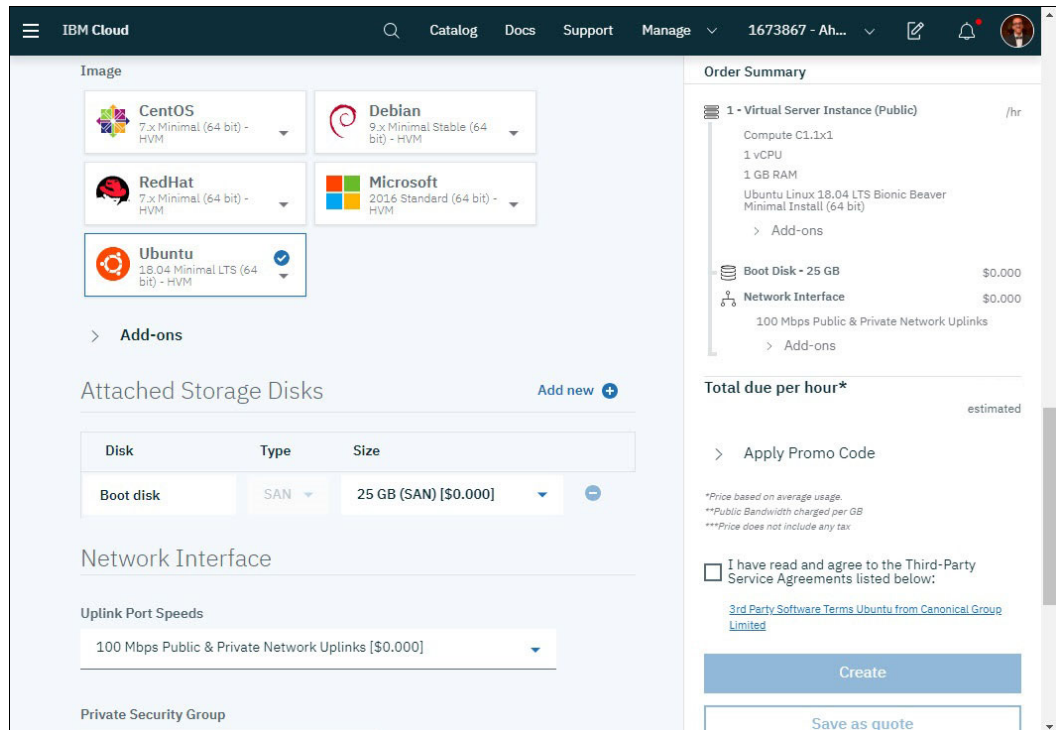 IBM Cloud
Catalog
Docs
Support
Manage
1673867 - Ah...
Image
CentOS
7.x Minimal (64 bit) -
HVM
Debian
9.x Minimal Stable (64
bit) - HVM
RedHat
7.x Minimal (64 bit) -
HVM
Microsoft
2016 Standard (64 bit) -
HVM
Ubuntu
18.04 Minimal LTS (64
bit) - HVM
Add-ons
Attached Storage Disks
Add new
Disk
Type
Size
Boot disk
SAN
25 GB (SAN) [$0.000]
Network Interface
Uplink Port Speeds
100 Mbps Public & Private Network Uplinks [$0.000]
Private Security Group
Order Summary
1 - Virtual Server Instance (Public)
/hr
Compute C1.1x1
1 vCPU
1 GB RAM
Ubuntu Linux 18.04 LTS Bionic Beaver
Minimal Install (64 bit)
Add-ons
Boot Disk - 25 GB
$0.000
Network Interface
$0.000
100 Mbps Public & Private Network Uplinks
Add-ons
Total due per hour*
estimated
Apply Promo Code
*Price based on average usage.
**Public Bandwidth charged per GB
***Price does not include any tax
I have read and agree to the Third-Party
Service Agreements listed below:
3rd Party Software Terms Ubuntu from Canonical Group
Limited
Create
Save as quote